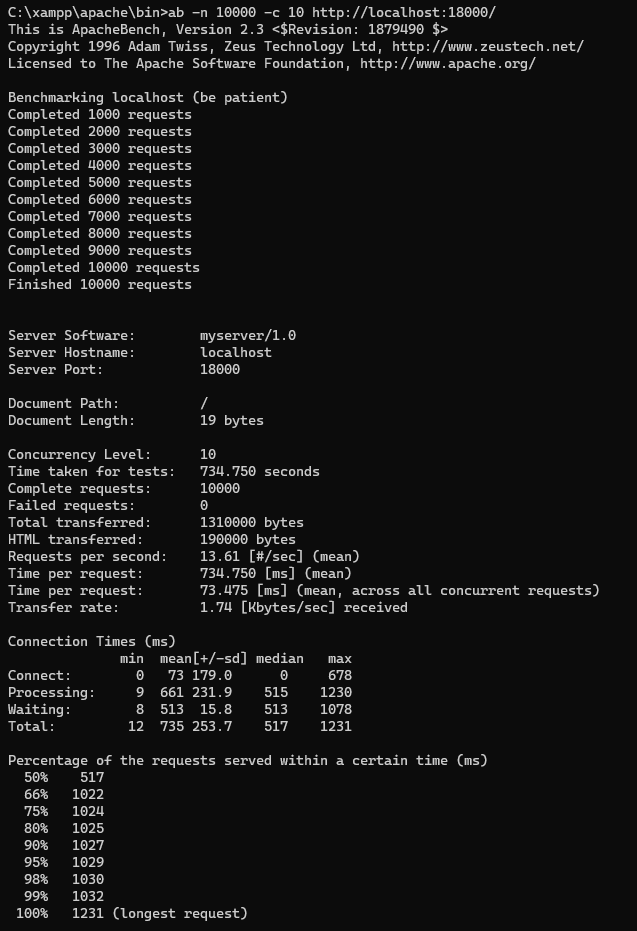 C:\xampp\apache\bin>ab -n 10000 -c 10 http://localhost:18000/
This is ApacheBench, Version 2.3 <$Revision: 1879490 $>
Copyright 1996 Adam Twiss, Zeus Technology Ltd, http://www.zeustech.net/
Licensed to The Apache Software Foundation, http://www.apache.org/

Benchmarking localhost (be patient)
Completed 1000 requests
Completed 2000 requests
Completed 3000 requests
Completed 4000 requests
Completed 5000 requests
Completed 6000 requests
Completed 7000 requests
Completed 8000 requests
Completed 9000 requests
Completed 10000 requests
Finished 10000 requests


Server Software:        myserver/1.0
Server Hostname:        localhost
Server Port:            18000

Document Path:          /
Document Length:        19 bytes

Concurrency Level:      10
Time taken for tests:   734.750 seconds
Complete requests:      10000
Failed requests:        0
Total transferred:      1310000 bytes
HTML transferred:       190000 bytes
Requests per second:    13.61 [#/sec] (mean)
Time per request:       734.750 [ms] (mean)
Time per request:       73.475 [ms] (mean, across all concurrent requests)
Transfer rate:          1.74 [Kbytes/sec] received

Connection Times (ms)
              min  mean[+/-sd] median   max
Connect:        0   73 179.0      0     678
Processing:     9  661 231.9    515    1230
Waiting:        8  513  15.8    513    1078
Total:         12  735 253.7    517    1231

Percentage of the requests served within a certain time (ms)
  50%    517
  66%   1022
  75%   1024
  80%   1025
  90%   1027
  95%   1029
  98%   1030
  99%   1032
 100%   1231 (longest request)